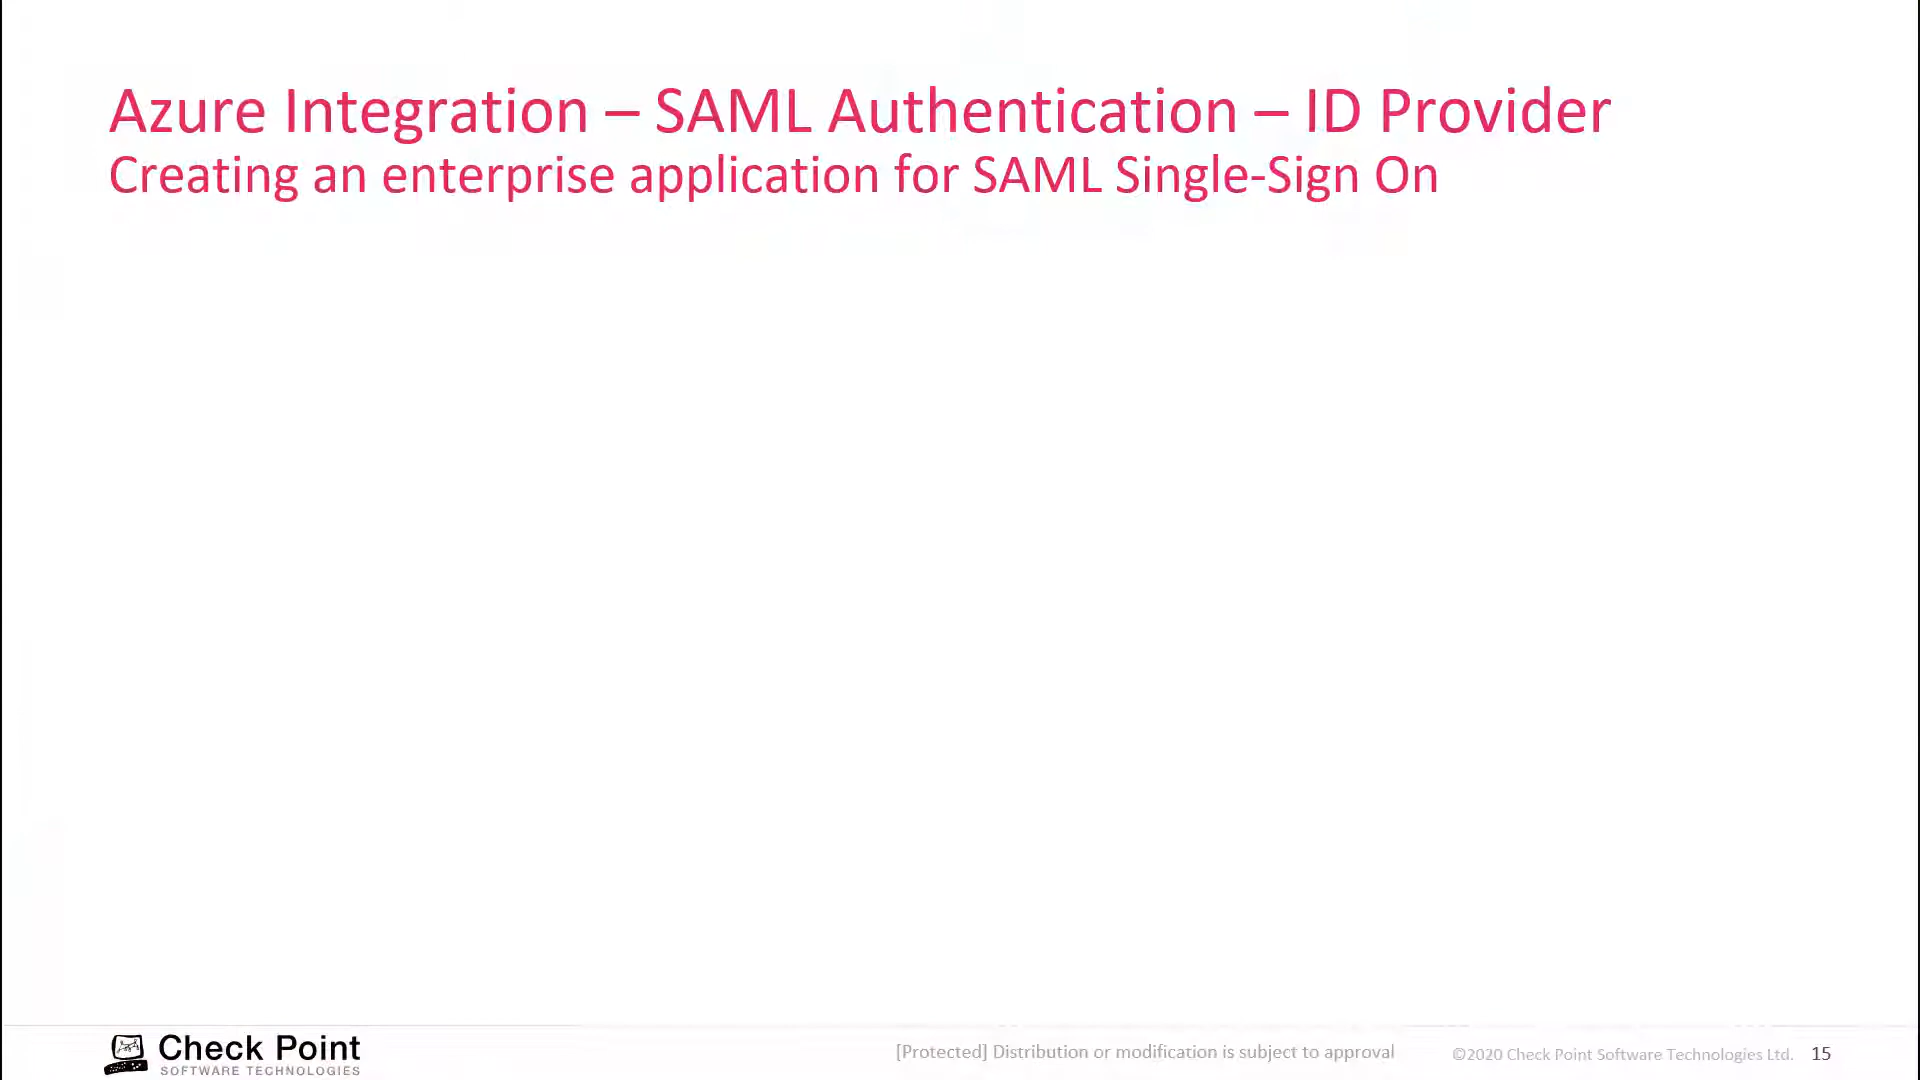 Azure Integration – SAML Authentication – ID Provider
Creating an enterprise application for SAML Single-Sign On
Check Point
SOFTWARE TECHNOLOGIES
[Protected] Distribution or modification is subject to approval
©2020 Check Point Software Technologies Ltd.
15